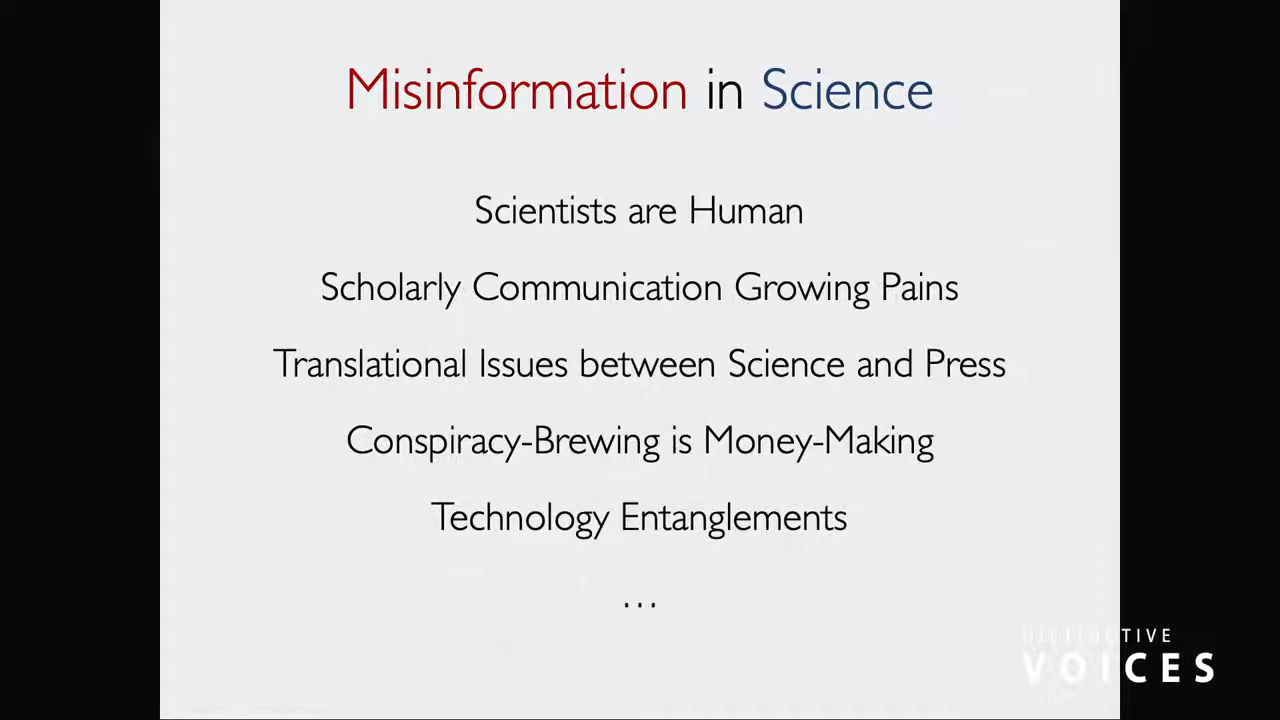 Misinformation in Science
Scientists are Human
Scholarly Communication Growing Pains
Translational Issues between Science and Press
Conspiracy-Brewing is Money-Making
Technology Entanglements
...
DISTINCTIVE
VOICES